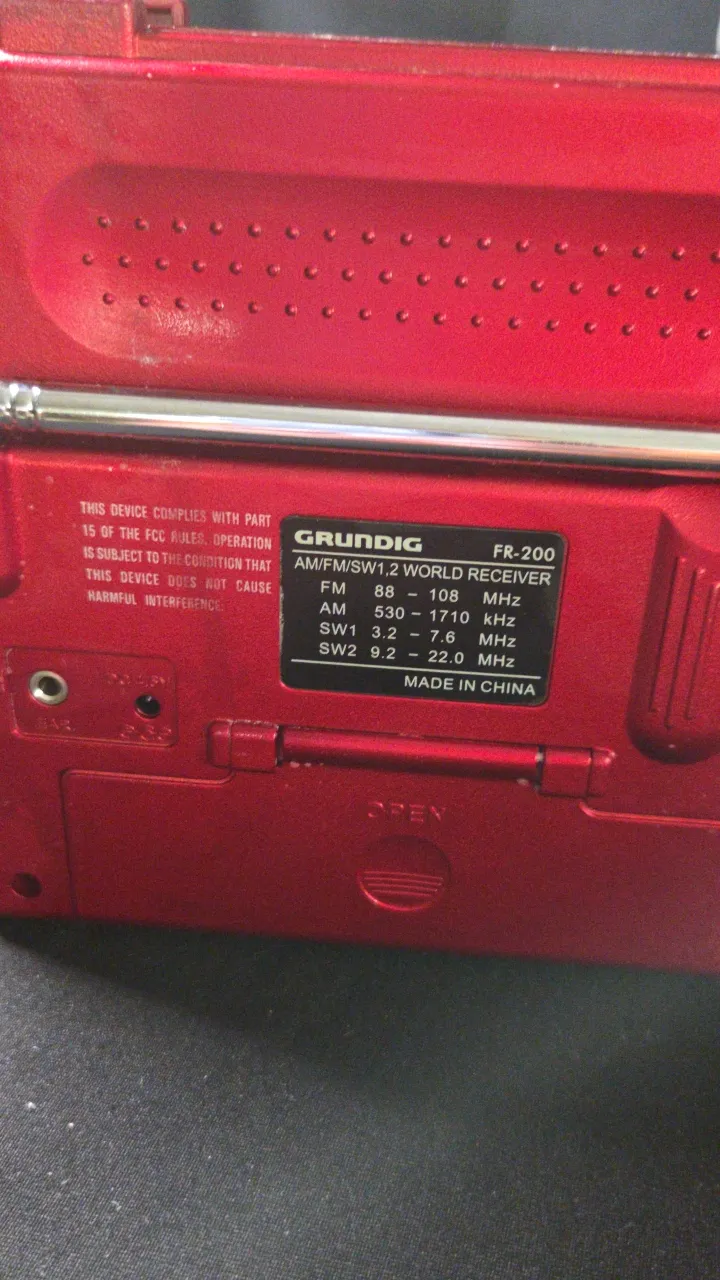 THIS DEVICE COMPLIES WITH PART
15 OF THE FCC RULES. OPERATION
IS SUBJECT TO THE CONDITION THAT
THIS DEVICE DOES NOT CAUSE
HARMFUL INTERFERENCE.
GRUNDIG FR-200
AM/FM/SW1,2 WORLD RECEIVER
FM 88 - 108 MHz
AM 530 - 1710 kHz
SW1 3.2 - 7.6 MHz
SW2 9.2 - 22.0 MHz
MADE IN CHINA
EAR
OPEN